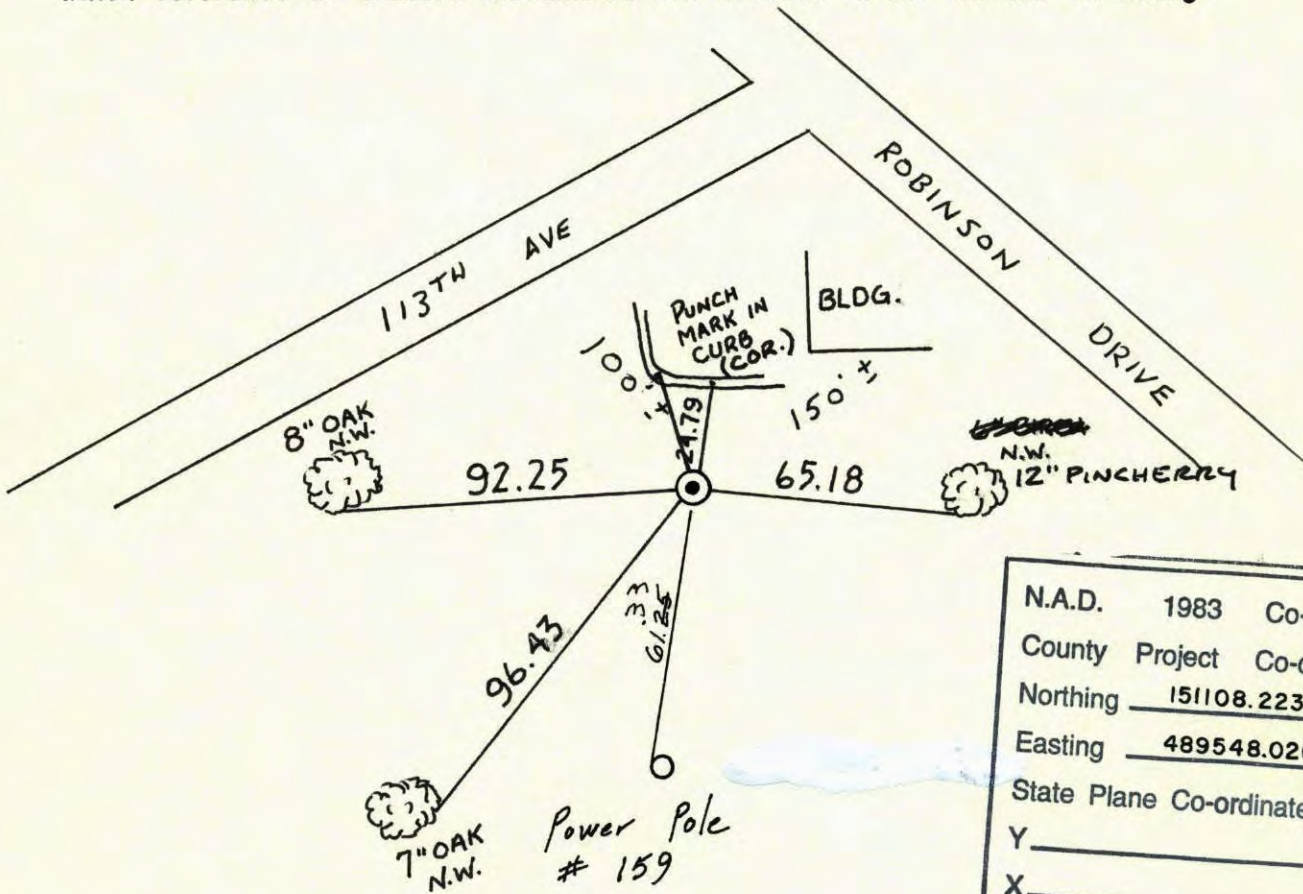 113TH AVE
ROBINSON DRIVE
PUNCH
MARK IN
CURB
(COR.)
BLDG.
100' ±
150' ±
8" OAK
N.W.
92.25
24.79
65.18
N.W.
12" PINCHERRY
96.43
.33
61.25
7" OAK
N.W.
Power Pole
# 159
N.A.D. 1983 Co-
County Project Co-
Northing 151108.223
Easting 489548.02
State Plane Co-ordinate
Y
X